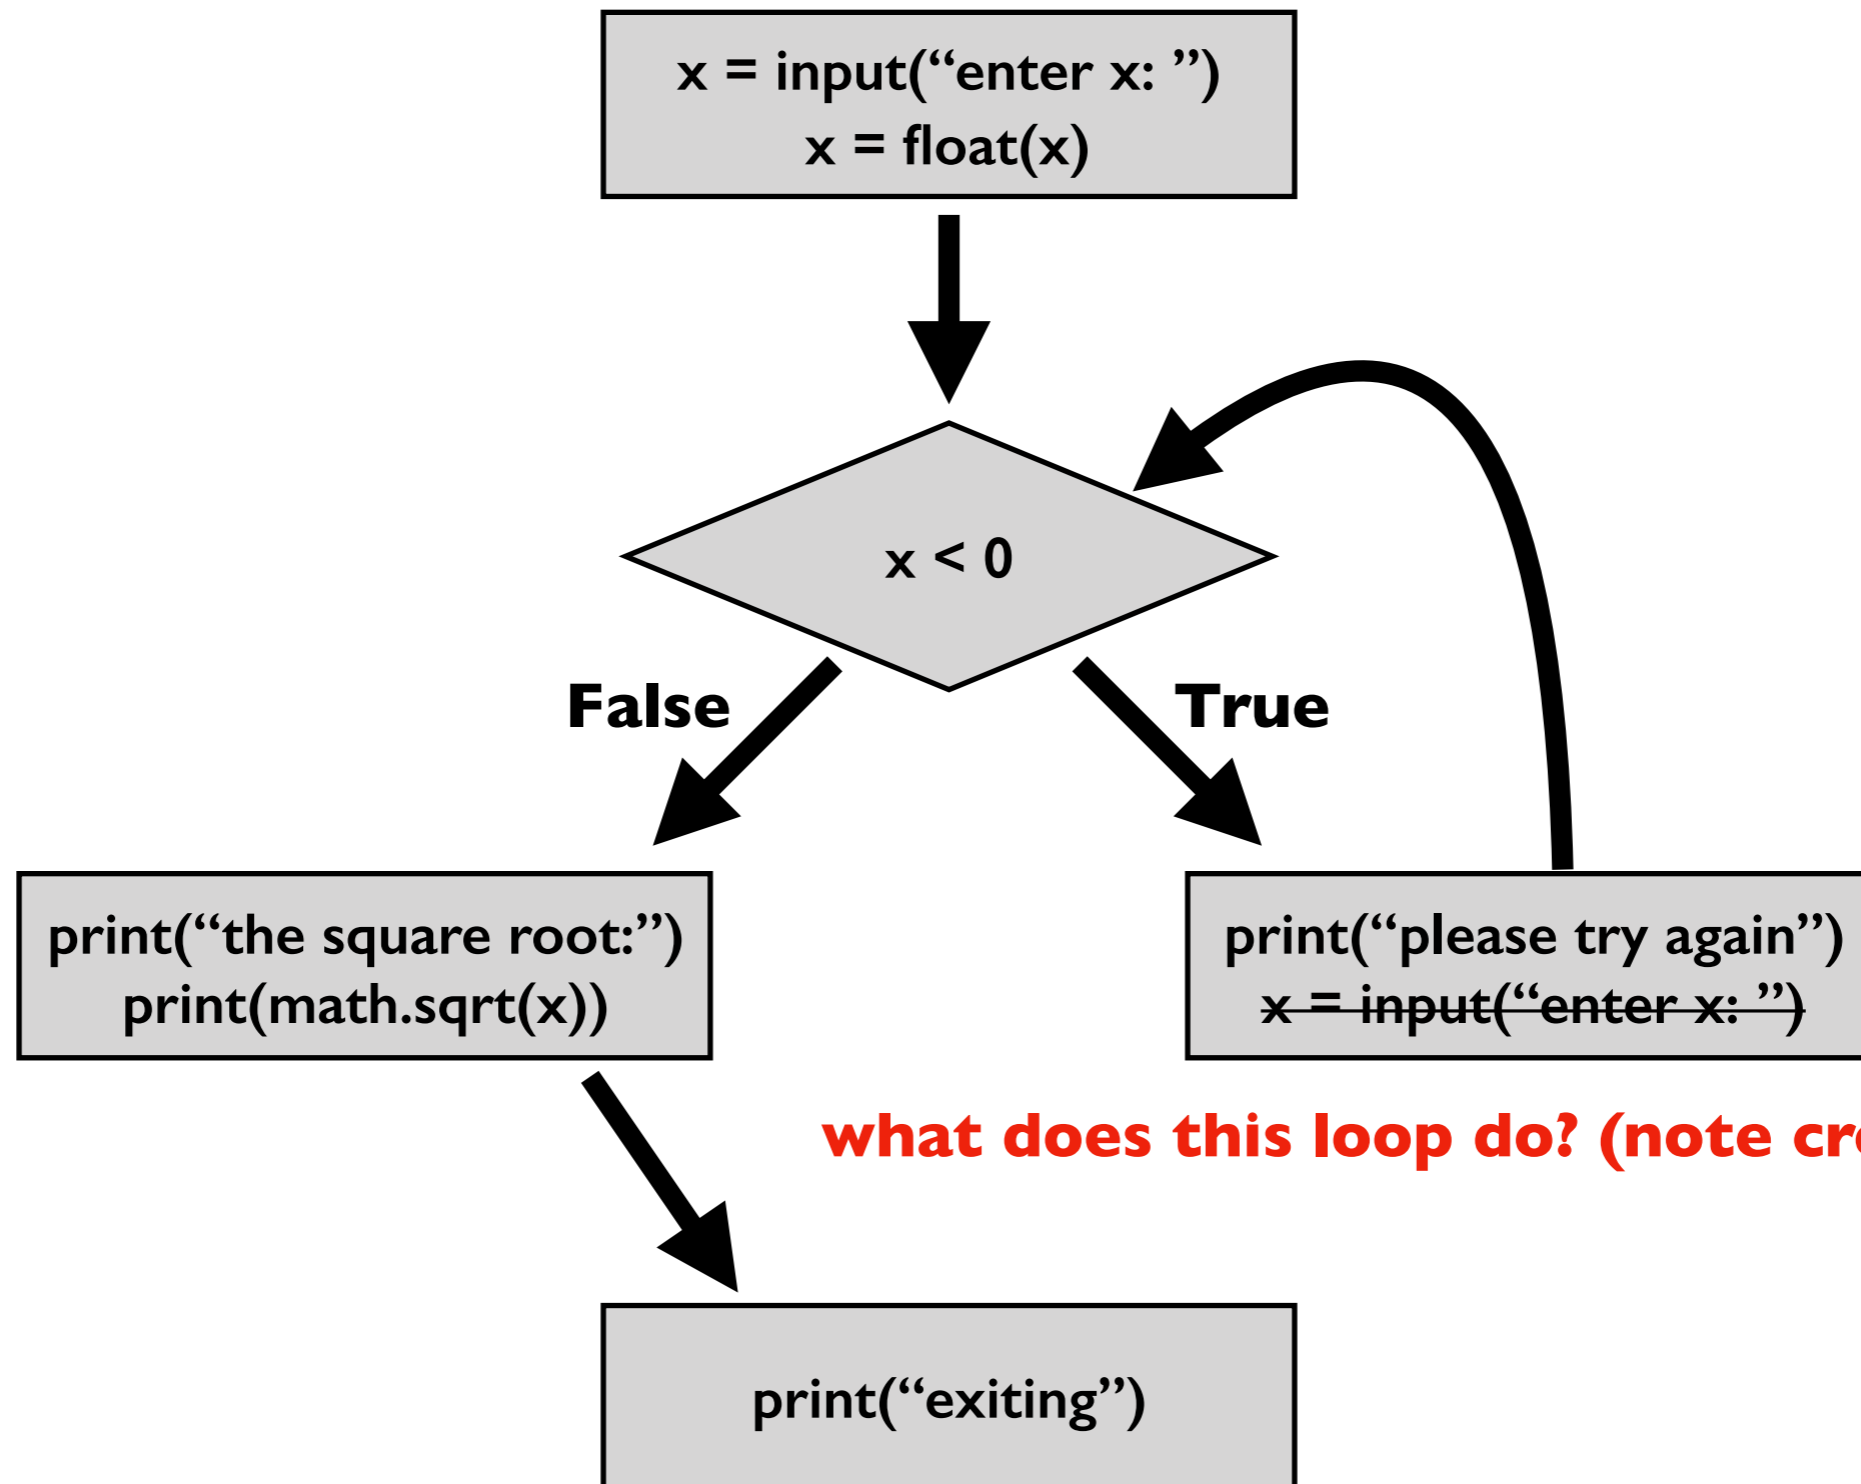 x = input(“enter x: ”)
x = float(x)
x < 0
False
True
print(“the square root:”)
print(math.sqrt(x))
print(“please try again”)
x = input(“enter x: ”)
what does this loop do? (note
print(“exiting”)